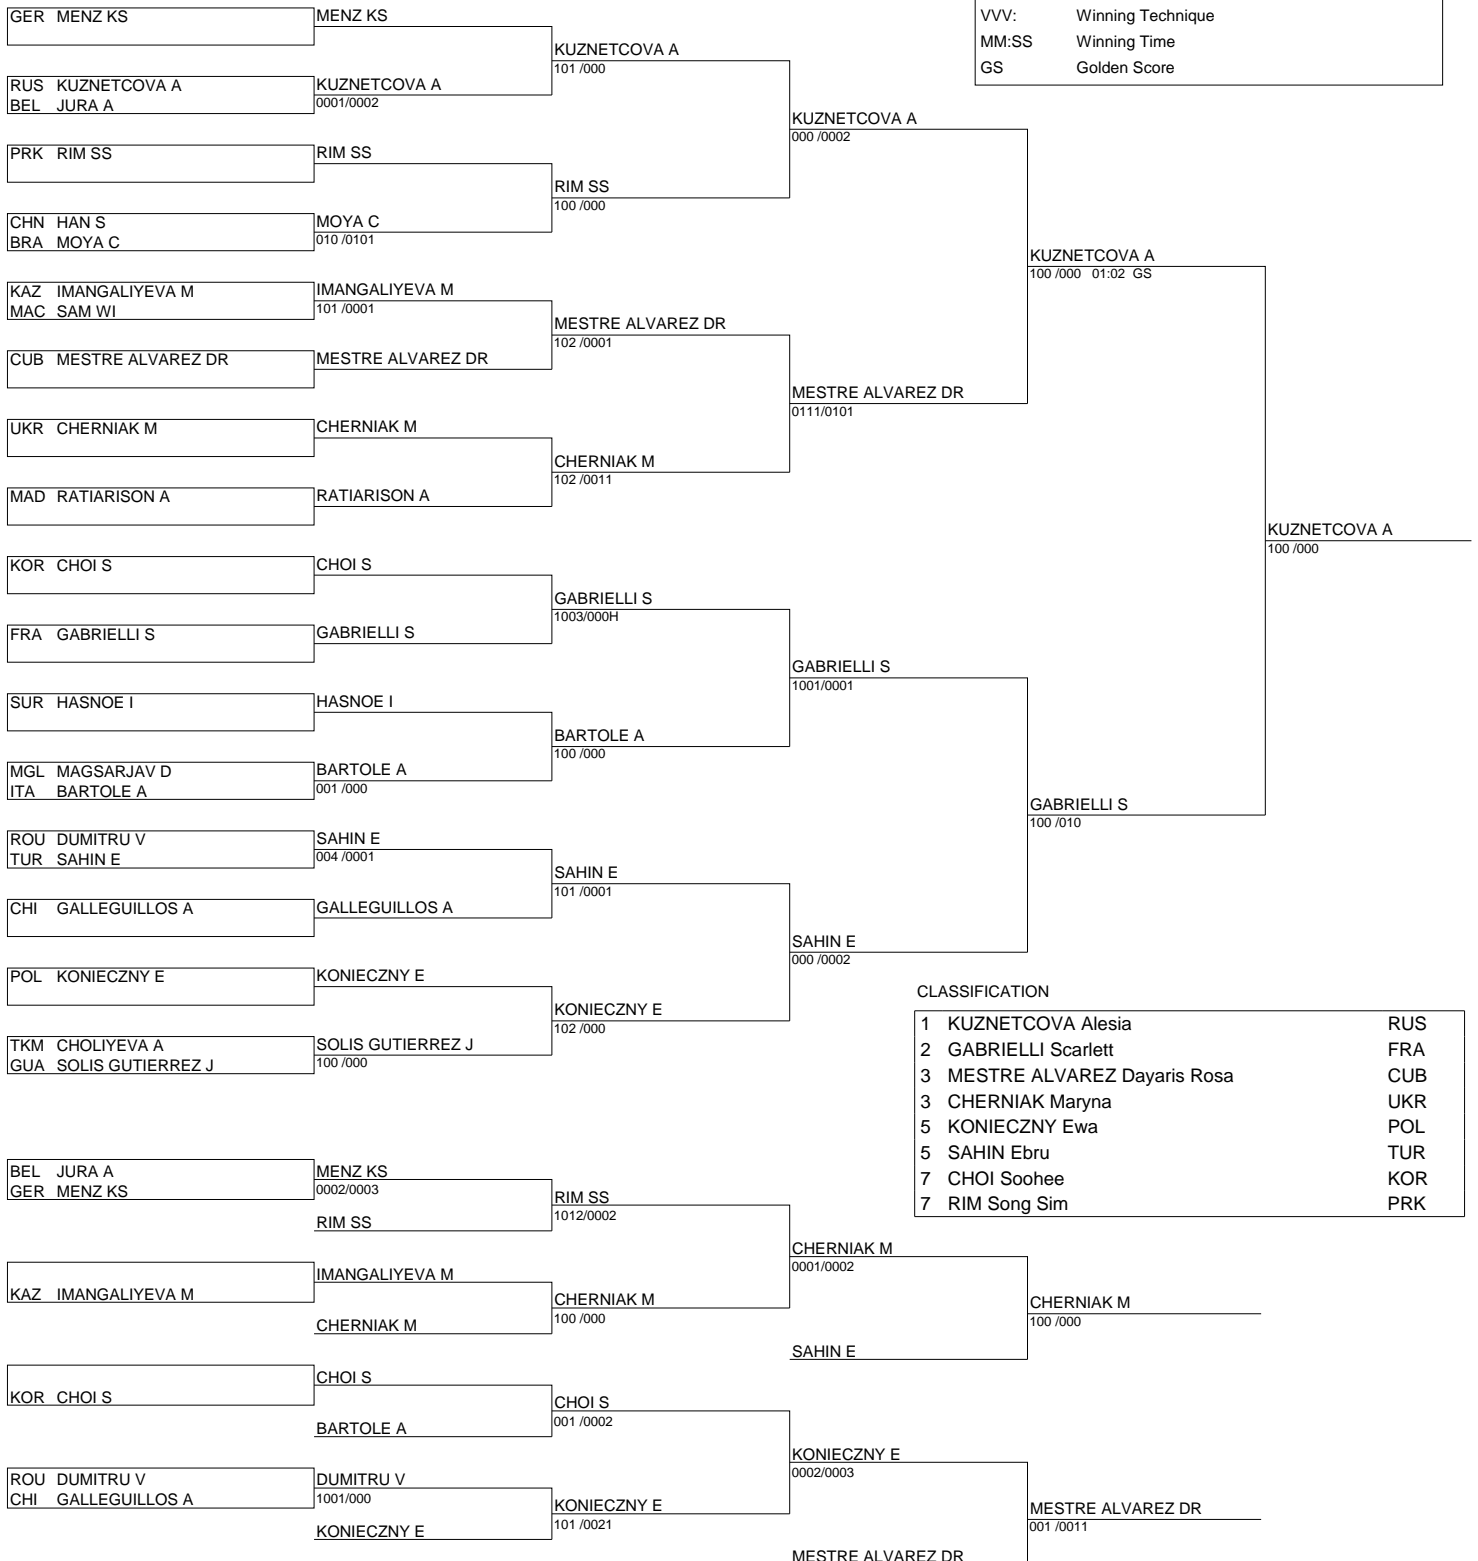 VVV: Winning Technique
MM:SS Winning Time
GS Golden Score
GER MENZ KS
MENZ KS
KUZNETCOVA A
101 /000
RUS KUZNETCOVA A
BEL JURA A
KUZNETCOVA A
0001/0002
KUZNETCOVA A
000 /0002
PRK RIM SS
RIM SS
RIM SS
100 /000
CHN HAN S
BRA MOYA C
MOYA C
010 /0101
KUZNETCOVA A
100 /000 01:02 GS
KAZ IMANGALIYEVA M
MAC SAM WI
IMANGALIYEVA M
101 /0001
MESTRE ALVAREZ DR
102 /0001
CUB MESTRE ALVAREZ DR
MESTRE ALVAREZ DR
MESTRE ALVAREZ DR
0111/0101
UKR CHERNIAK M
CHERNIAK M
CHERNIAK M
102 /0011
MAD RATIARISON A
RATIARISON A
KUZNETCOVA A
100 /000
KOR CHOI S
CHOI S
GABRIELLI S
1003/000H
FRA GABRIELLI S
GABRIELLI S
GABRIELLI S
1001/0001
SUR HASNOE I
HASNOE I
BARTOLE A
100 /000
MGL MAGSARJAV D
ITA BARTOLE A
BARTOLE A
001 /000
GABRIELLI S
100 /010
ROU DUMITRU V
TUR SAHIN E
SAHIN E
004 /0001
SAHIN E
101 /0001
CHI GALLEGUILLOS A
GALLEGUILLOS A
SAHIN E
000 /0002
POL KONIECZNY E
KONIECZNY E
KONIECZNY E
102 /000
TKM CHOLIYEVA A
GUA SOLIS GUTIERREZ J
SOLIS GUTIERREZ J
100 /000
CLASSIFICATION
1 KUZNETCOVA Alesia RUS
2 GABRIELLI Scarlett FRA
3 MESTRE ALVAREZ Dayaris Rosa CUB
3 CHERNIAK Maryna UKR
5 KONIECZNY Ewa POL
5 SAHIN Ebru TUR
7 CHOI Soohee KOR
7 RIM Song Sim PRK
BEL JURA A
GER MENZ KS
MENZ KS
0002/0003
RIM SS
RIM SS
1012/0002
CHERNIAK M
0001/0002
KAZ IMANGALIYEVA M
IMANGALIYEVA M
CHERNIAK M
CHERNIAK M
100 /000
CHERNIAK M
100 /000
SAHIN E
KOR CHOI S
CHOI S
BARTOLE A
CHOI S
001 /0002
KONIECZNY E
0002/0003
ROU DUMITRU V
CHI GALLEGUILLOS A
DUMITRU V
1001/000
KONIECZNY E
KONIECZNY E
101 /0021
MESTRE ALVAREZ DR
001 /0011
MESTRE ALVAREZ DR